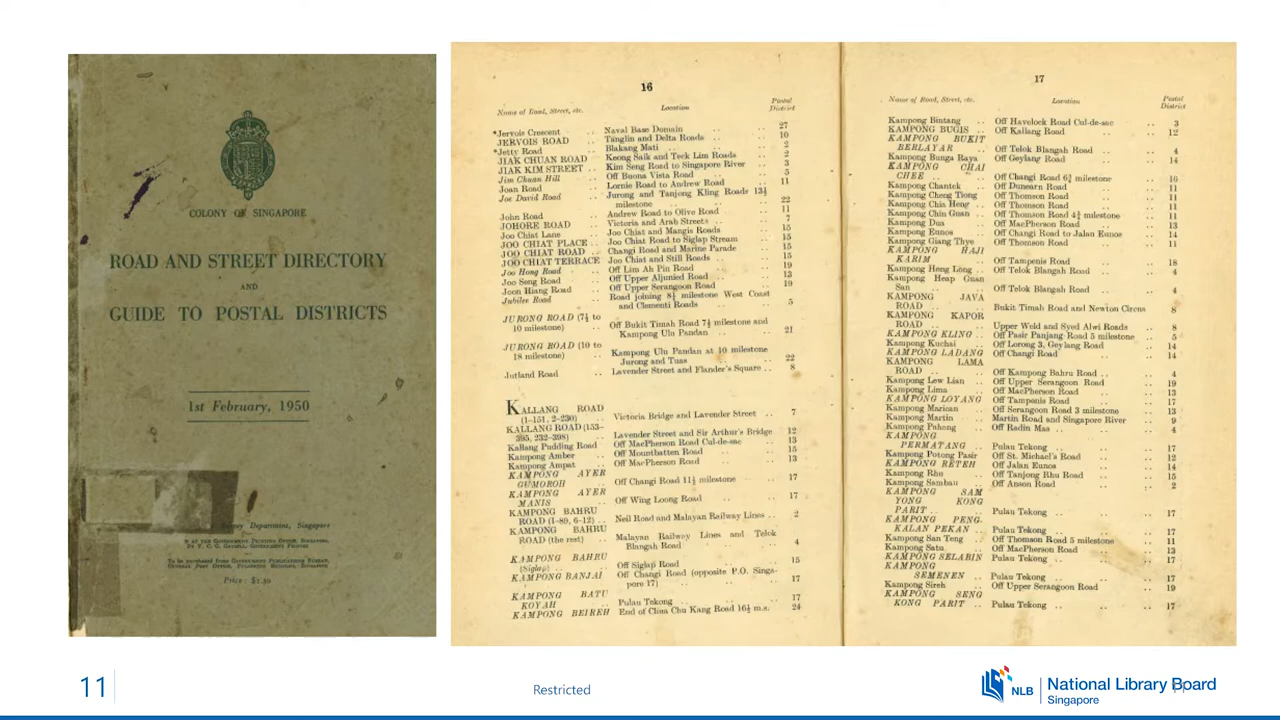 COLONY OF SINGAPORE
ROAD AND STREET DIRECTORY
AND
GUIDE TO POSTAL DISTRICTS
1st February, 1950
Survey Department, Singapore
AT THE GOVERNMENT PRINTING OFFICE, SINGAPORE,
GOVERNMENT PRINTER
To be purchased from GOVERNMENT PUBLICATIONS BUREAU,
GENERAL POST OFFICE, FULLERTON BUILDING, SINGAPORE
Price: $1.50
16
Name of Road, Street, etc. Location Postal District
*Jervois Crescent .. Naval Base Domain .. .. 27
JERVOIS ROAD .. Tanglin and Delta Roads .. 10
*Jetty Road .. Blakang Mati .. .. 2
JIAK CHUAN ROAD .. Keong Saik and Teck Lim Roads .. 2
JIAK KIM STREET .. Kim Seng Road to Singapore River .. 3
Jim Chuan Hill .. Off Buona Vista Road .. .. 5
Joan Road .. Lornie Road to Andrew Road .. 11
Joe David Road .. Jurong and Tanjong Kling Roads 13½
milestone .. .. 22
John Road .. Andrew Road to Olive Road .. 11
JOHORE ROAD .. Victoria and Arab Streets .. 7
Joo Chiat Lane .. Joo Chiat and Mangis Roads .. 15
JOO CHIAT PLACE .. Joo Chiat Road to Siglap Stream .. 15
JOO CHIAT ROAD .. Changi Road and Marine Parade .. 15
JOO CHIAT TERRACE Joo Chiat and Still Roads .. 15
Joo Hong Road .. Off Lim Ah Pin Road .. 19
Joo Seng Road .. Off Upper Aljunied Road .. 13
Joon Hiang Road .. Off Upper Serangoon Road .. 19
Jubilee Road .. Road joining 8½ milestone West Coast
and Clementi Roads .. 5
JURONG ROAD (7½ to
10 milestone) .. Off Bukit Timah Road 7½ milestone and
Kampong Ulu Pandan .. .. 21
JURONG ROAD (10 to
18 milestone) .. Kampong Ulu Pandan at 10 milestone
Jurong and Tuas .. .. 22
Jutland Road .. Lavender Street and Flander's Square .. 8
KALLANG ROAD
(1-151, 2-230) .. Victoria Bridge and Lavender Street .. 7
KALLANG ROAD (153-
395, 232-398) .. Lavender Street and Sir Arthur's Bridge 12
Kallang Pudding Road Off MacPherson Road Cul-de-sac .. 13
Kampong Amber .. Off Mountbatten Road .. 15
Kampong Ampat .. Off MacPherson Road .. 13
KAMPONG AYER
GUMOROH .. Off Changi Road 11½ milestone .. 17
KAMPONG AYER
MANIS .. Off Wing Loong Road .. .. 17
KAMPONG BAHRU
ROAD (1-89, 6-12) .. Neil Road and Malayan Railway Lines .. 2
KAMPONG BAHRU
ROAD (the rest) .. Malayan Railway Lines and Telok
Blangah Road .. .. 4
KAMPONG BAHRU
(Siglap) .. Off Siglap Road .. .. 15
KAMPONG BANJAI Off Changi Road (opposite P.O. Singa-
pore 17) .. .. 17
KAMPONG BATU
KOYAH .. Pulau Tekong .. .. 17
KAMPONG BEIREH End of Choa Chu Kang Road 16½ m.s. 24
17
Name of Road, Street, etc. Location Postal District
Kampong Bintang .. Off Havelock Road Cul-de-sac .. 3
KAMPONG BUGIS .. Off Kallang Road .. .. 12
KAMPONG BUKIT
BERLAYAR .. Off Telok Blangah Road .. 4
Kampong Bunga Raya Off Geylang Road .. .. 14
KAMPONG CHAI
CHEE .. Off Changi Road 6¾ milestone .. 16
Kampong Chantek .. Off Dunearn Road .. 11
Kampong Cheng Tiong Off Thomson Road .. 11
Kampong Chia Heng .. Off Thomson Road .. 11
Kampong Chin Guan .. Off Thomson Road 4½ milestone .. 11
Kampong Dua .. Off MacPherson Road .. 13
Kampong Eunos .. Off Changi Road to Jalan Eunos .. 14
Kampong Giang Thye .. Off Thomson Road .. 11
KAMPONG HAJI
KARIM .. Off Tampenis Road .. 18
Kampong Heng Long .. Off Telok Blangah Road .. 4
Kampong Heap Guan
San .. Off Telok Blangah Road .. 4
KAMPONG JAVA
ROAD .. Bukit Timah Road and Newton Circus 8
KAMPONG KAPOR
ROAD .. Upper Weld and Syed Alwi Roads .. 8
KAMPONG KLING .. Off Pasir Panjang Road 5 milestone .. 5
Kampong Kuchai .. Off Lorong 3, Geylang Road .. 14
KAMPONG LADANG Off Changi Road .. .. 14
KAMPONG LAMA
ROAD .. Off Kampong Bahru Road .. 4
Kampong Lew Lian .. Off Upper Serangoon Road .. 19
Kampong Lima .. Off MacPherson Road .. 13
KAMPONG LOYANG Off Tampenis Road .. 17
Kampong Marican .. Off Serangoon Road 3 milestone .. 13
Kampong Martin .. Martin Road and Singapore River .. 9
Kampong Pahang .. Off Radin Mas .. .. 4
KAMPONG
PERMATANG Pulau Tekong .. .. 17
Kampong Potong Pasir Off St. Michael's Road .. 12
KAMPONG RETEH .. Off Jalan Eunos .. 14
Kampong Rhu .. Off Tanjong Rhu Road .. 15
Kampong Sambau .. Off Anson Road .. .. 2
KAMPONG SAM
YONG KONG
PARIT .. Pulau Tekong .. .. 17
KAMPONG PENG-
KALAN PEKAN .. Pulau Tekong .. .. 17
Kampong San Teng .. Off Thomson Road 5 milestone .. 11
Kampong Satu .. Off MacPherson Road .. 13
KAMPONG SELABIN Pulau Tekong .. .. 17
KAMPONG
SEMENEN .. Pulau Tekong .. .. 17
Kampong Sireh .. Off Upper Serangoon Road .. 19
KAMPONG SENG
KONG PARIT .. Pulau Tekong .. .. 17
11
Restricted
NLB
National Library Board
Singapore